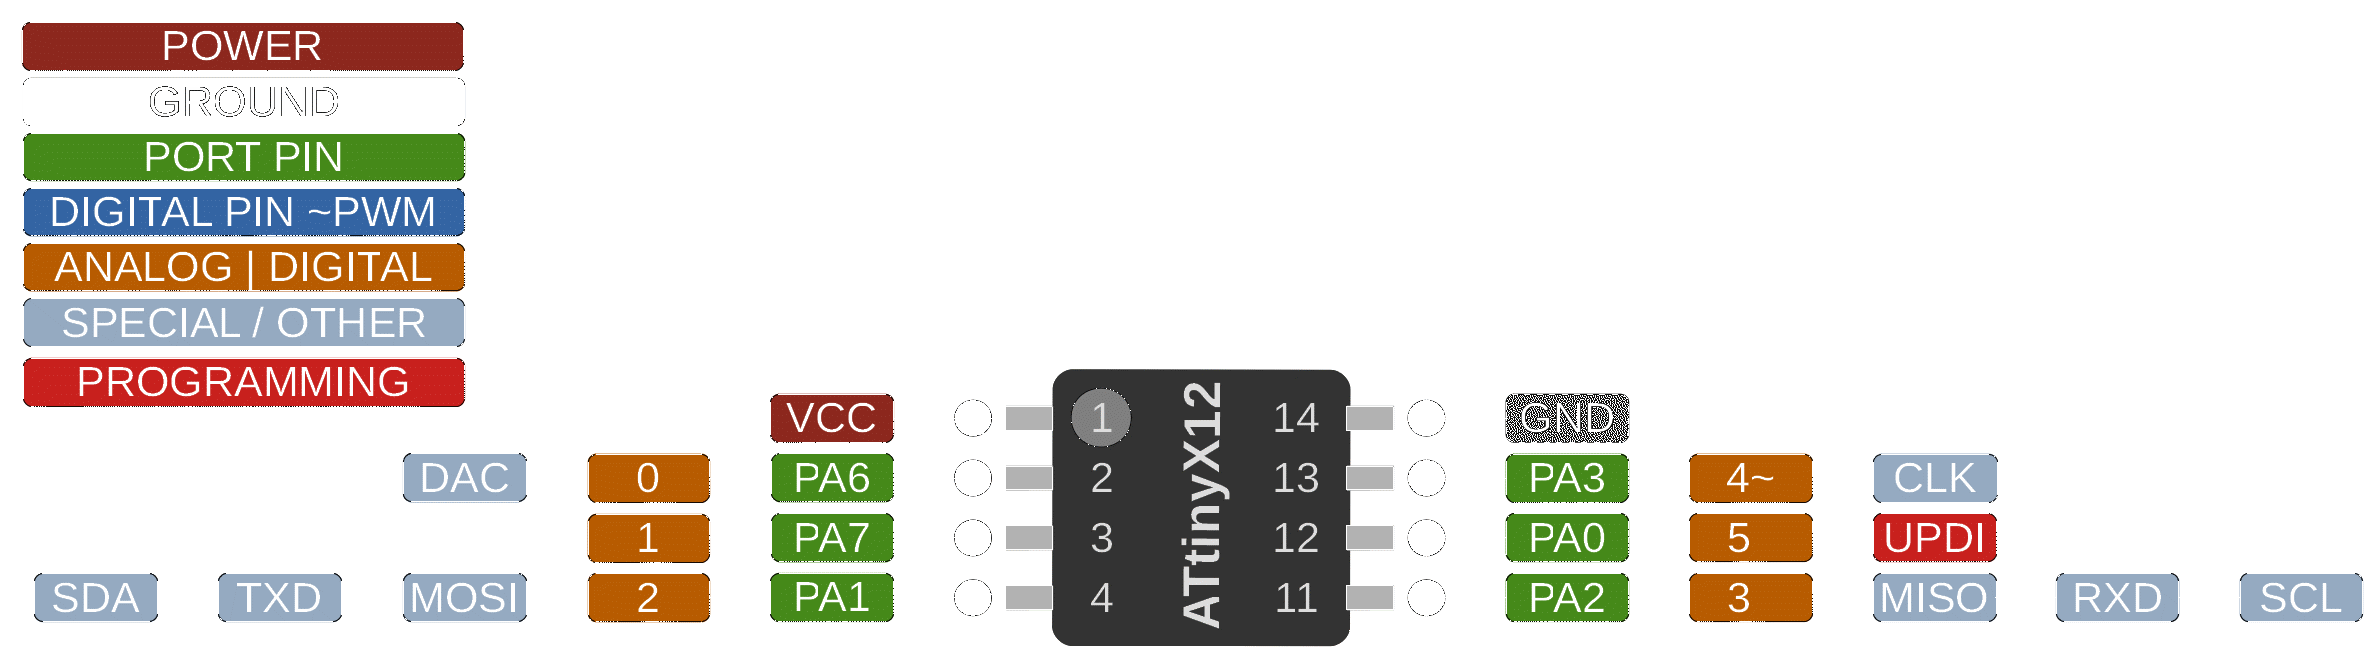 POWER
GROUND
PORT PIN
DIGITAL PIN ~PWM
ANALOG | DIGITAL
SPECIAL / OTHER
PROGRAMMING
ATtinyX12
VCC 1 14 GND
DAC 0 PA6 2 13 PA3 4~ CLK
1 PA7 3 12 PA0 5 UPDI
SDA TXD MOSI 2 PA1 4 11 PA2 3 MISO RXD SCL